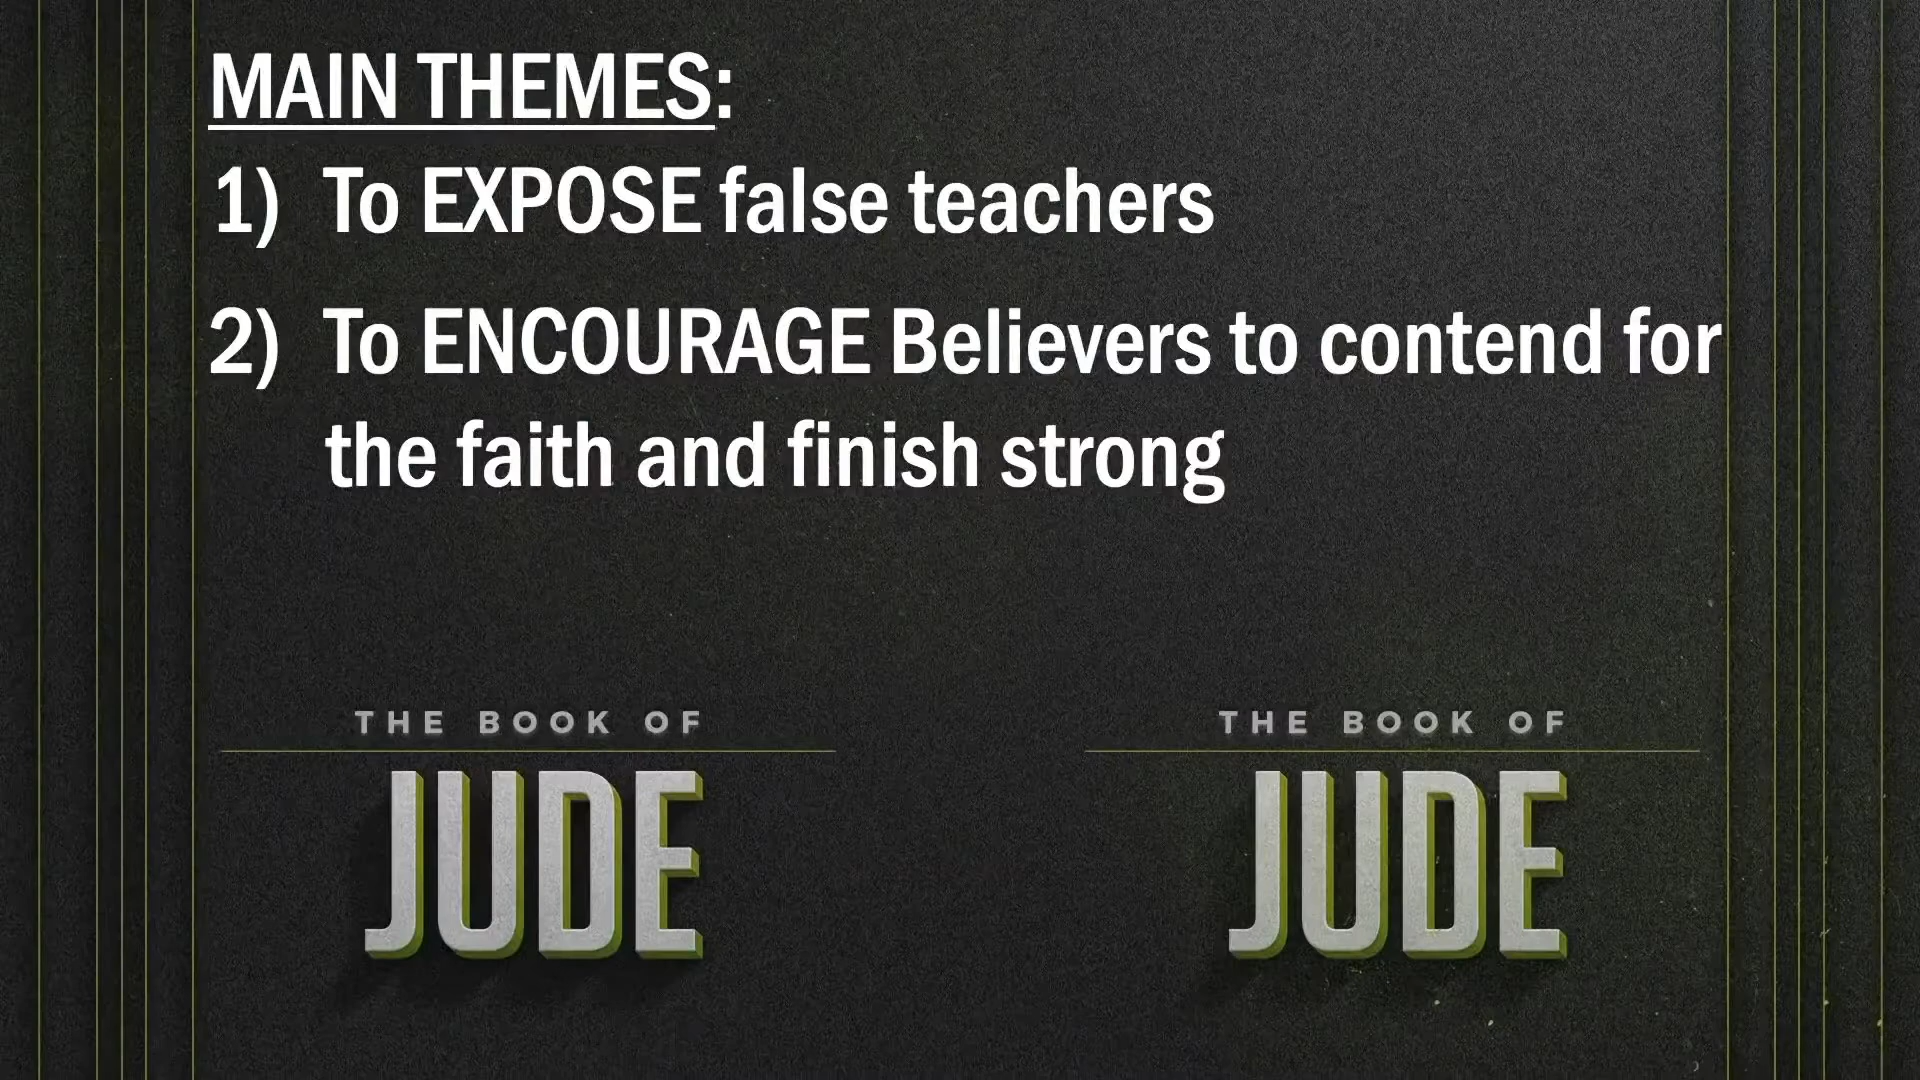 MAIN THEMES:
1) To EXPOSE false teachers
2) To ENCOURAGE Believers to contend for
the faith and finish strong
THE BOOK OF
JUDE
THE BOOK OF
JUDE